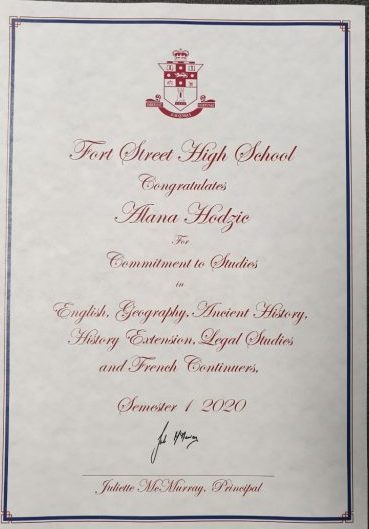 Fort Street High School
Congratulates
Alana Hodzic
For
Commitment to Studies
in
English, Geography, Ancient History,
History Extension, Legal Studies
and French Continuers,
Semester 1 2020
Juliette McMurray, Principal